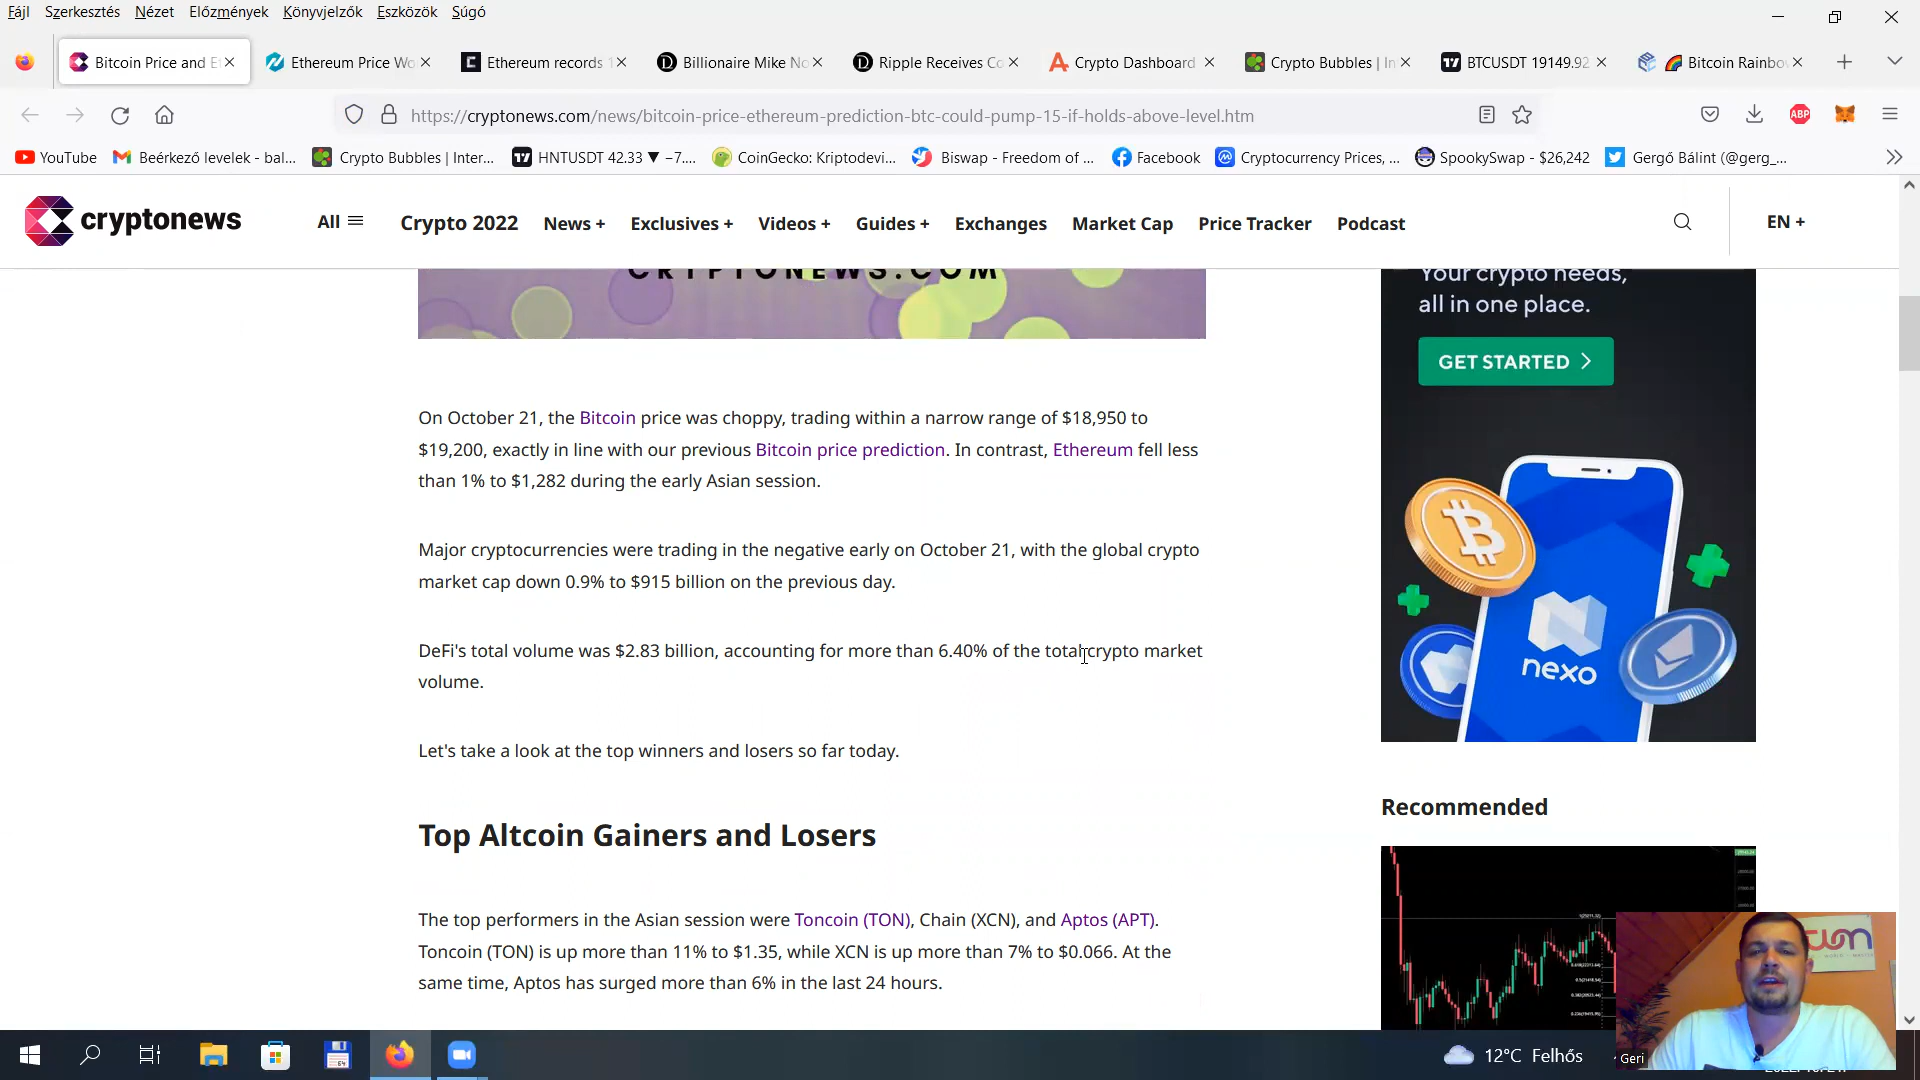 Fájl Szerkesztés Nézet Előzmények Könyvjelzők Eszközök Súgó
Bitcoin Price and E Ethereum Price Wo Ethereum records 1 Billionaire Mike No Ripple Receives Co Crypto Dashboard Crypto Bubbles | In BTCUSDT 19149.92 Bitcoin Rainbo
https://cryptonews.com/news/bitcoin-price-ethereum-prediction-btc-could-pump-15-if-holds-above-level.htm ABP
YouTube Beérkező levelek - bal... Crypto Bubbles | Inter... HNTUSDT 42.33 ▼ −7.... CoinGecko: Kriptodevi... Biswap - Freedom of ... Facebook Cryptocurrency Prices, ... SpookySwap - $26,242 Gergő Bálint (@gerg_...
cryptonews All Crypto 2022 News + Exclusives + Videos + Guides + Exchanges Market Cap Price Tracker Podcast EN +
CRYPTONEWS.COM
Your crypto needs,
all in one place.
GET STARTED
nexo
On October 21, the Bitcoin price was choppy, trading within a narrow range of $18,950 to
$19,200, exactly in line with our previous Bitcoin price prediction. In contrast, Ethereum fell less
than 1% to $1,282 during the early Asian session.
Major cryptocurrencies were trading in the negative early on October 21, with the global crypto
market cap down 0.9% to $915 billion on the previous day.
DeFi's total volume was $2.83 billion, accounting for more than 6.40% of the total crypto market
volume.
Let's take a look at the top winners and losers so far today.
Top Altcoin Gainers and Losers
The top performers in the Asian session were Toncoin (TON), Chain (XCN), and Aptos (APT).
Toncoin (TON) is up more than 11% to $1.35, while XCN is up more than 7% to $0.066. At the
same time, Aptos has surged more than 6% in the last 24 hours.
Recommended
Geri
12°C Felhős